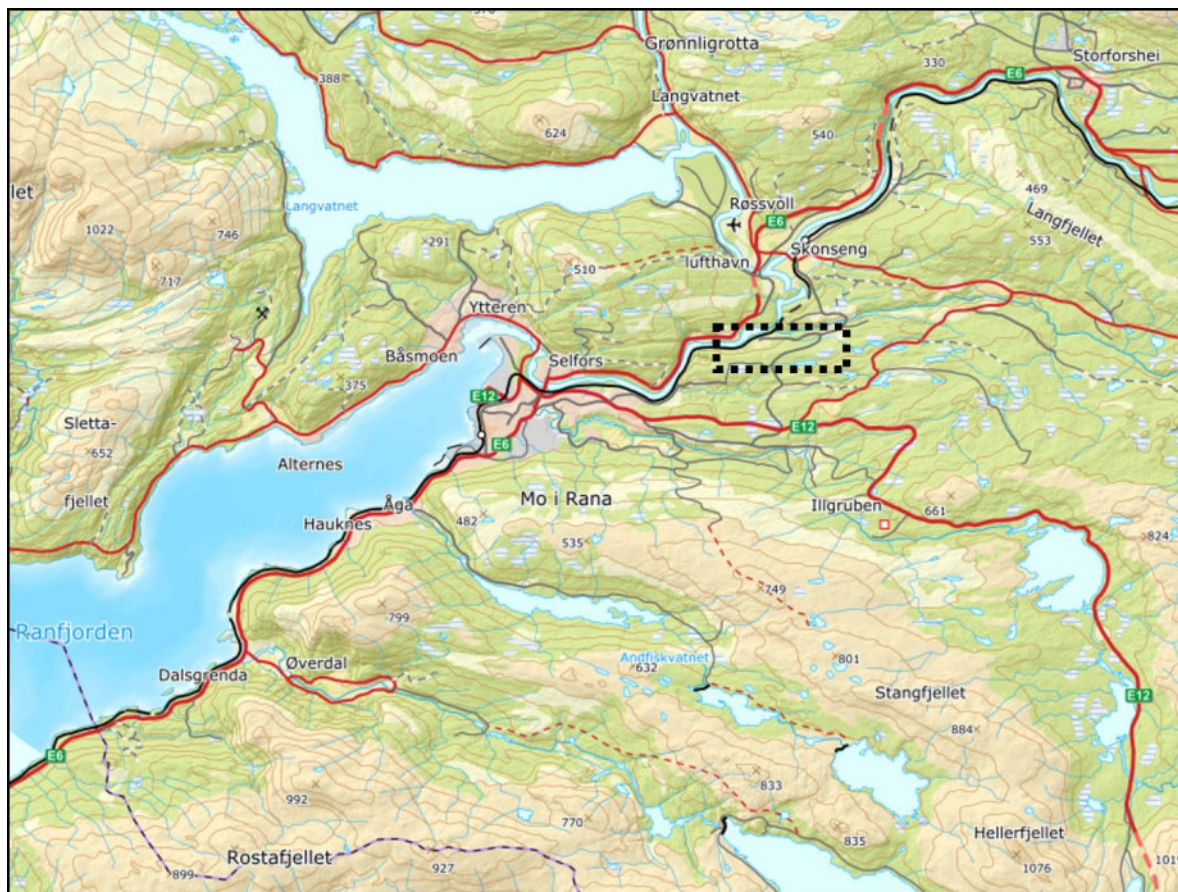 Grønnligrotta
Storforshei
E6
330
388
Langvatnet
624
540
let
469
Langvatnet
Røssvoll
1022
746
E6
Langfjellet
291
Skonseng
553
510
lufthavn
717
Ytteren
Båsmoen
Selfors
375
E12
Sletta-
E12
652
E6
Alternes
fjellet
Mo i Rana
Illgruben
Åga
661
Hauknes
482
824
535
749
799
Ranfjorden
Øverdal
Andfiskvatnet
801
632
Dalsgrenda
Stangfjellet
E12
884
E6
833
992
770
835
Hellerfjellet
Rostafjellet
927
1076
1019
899